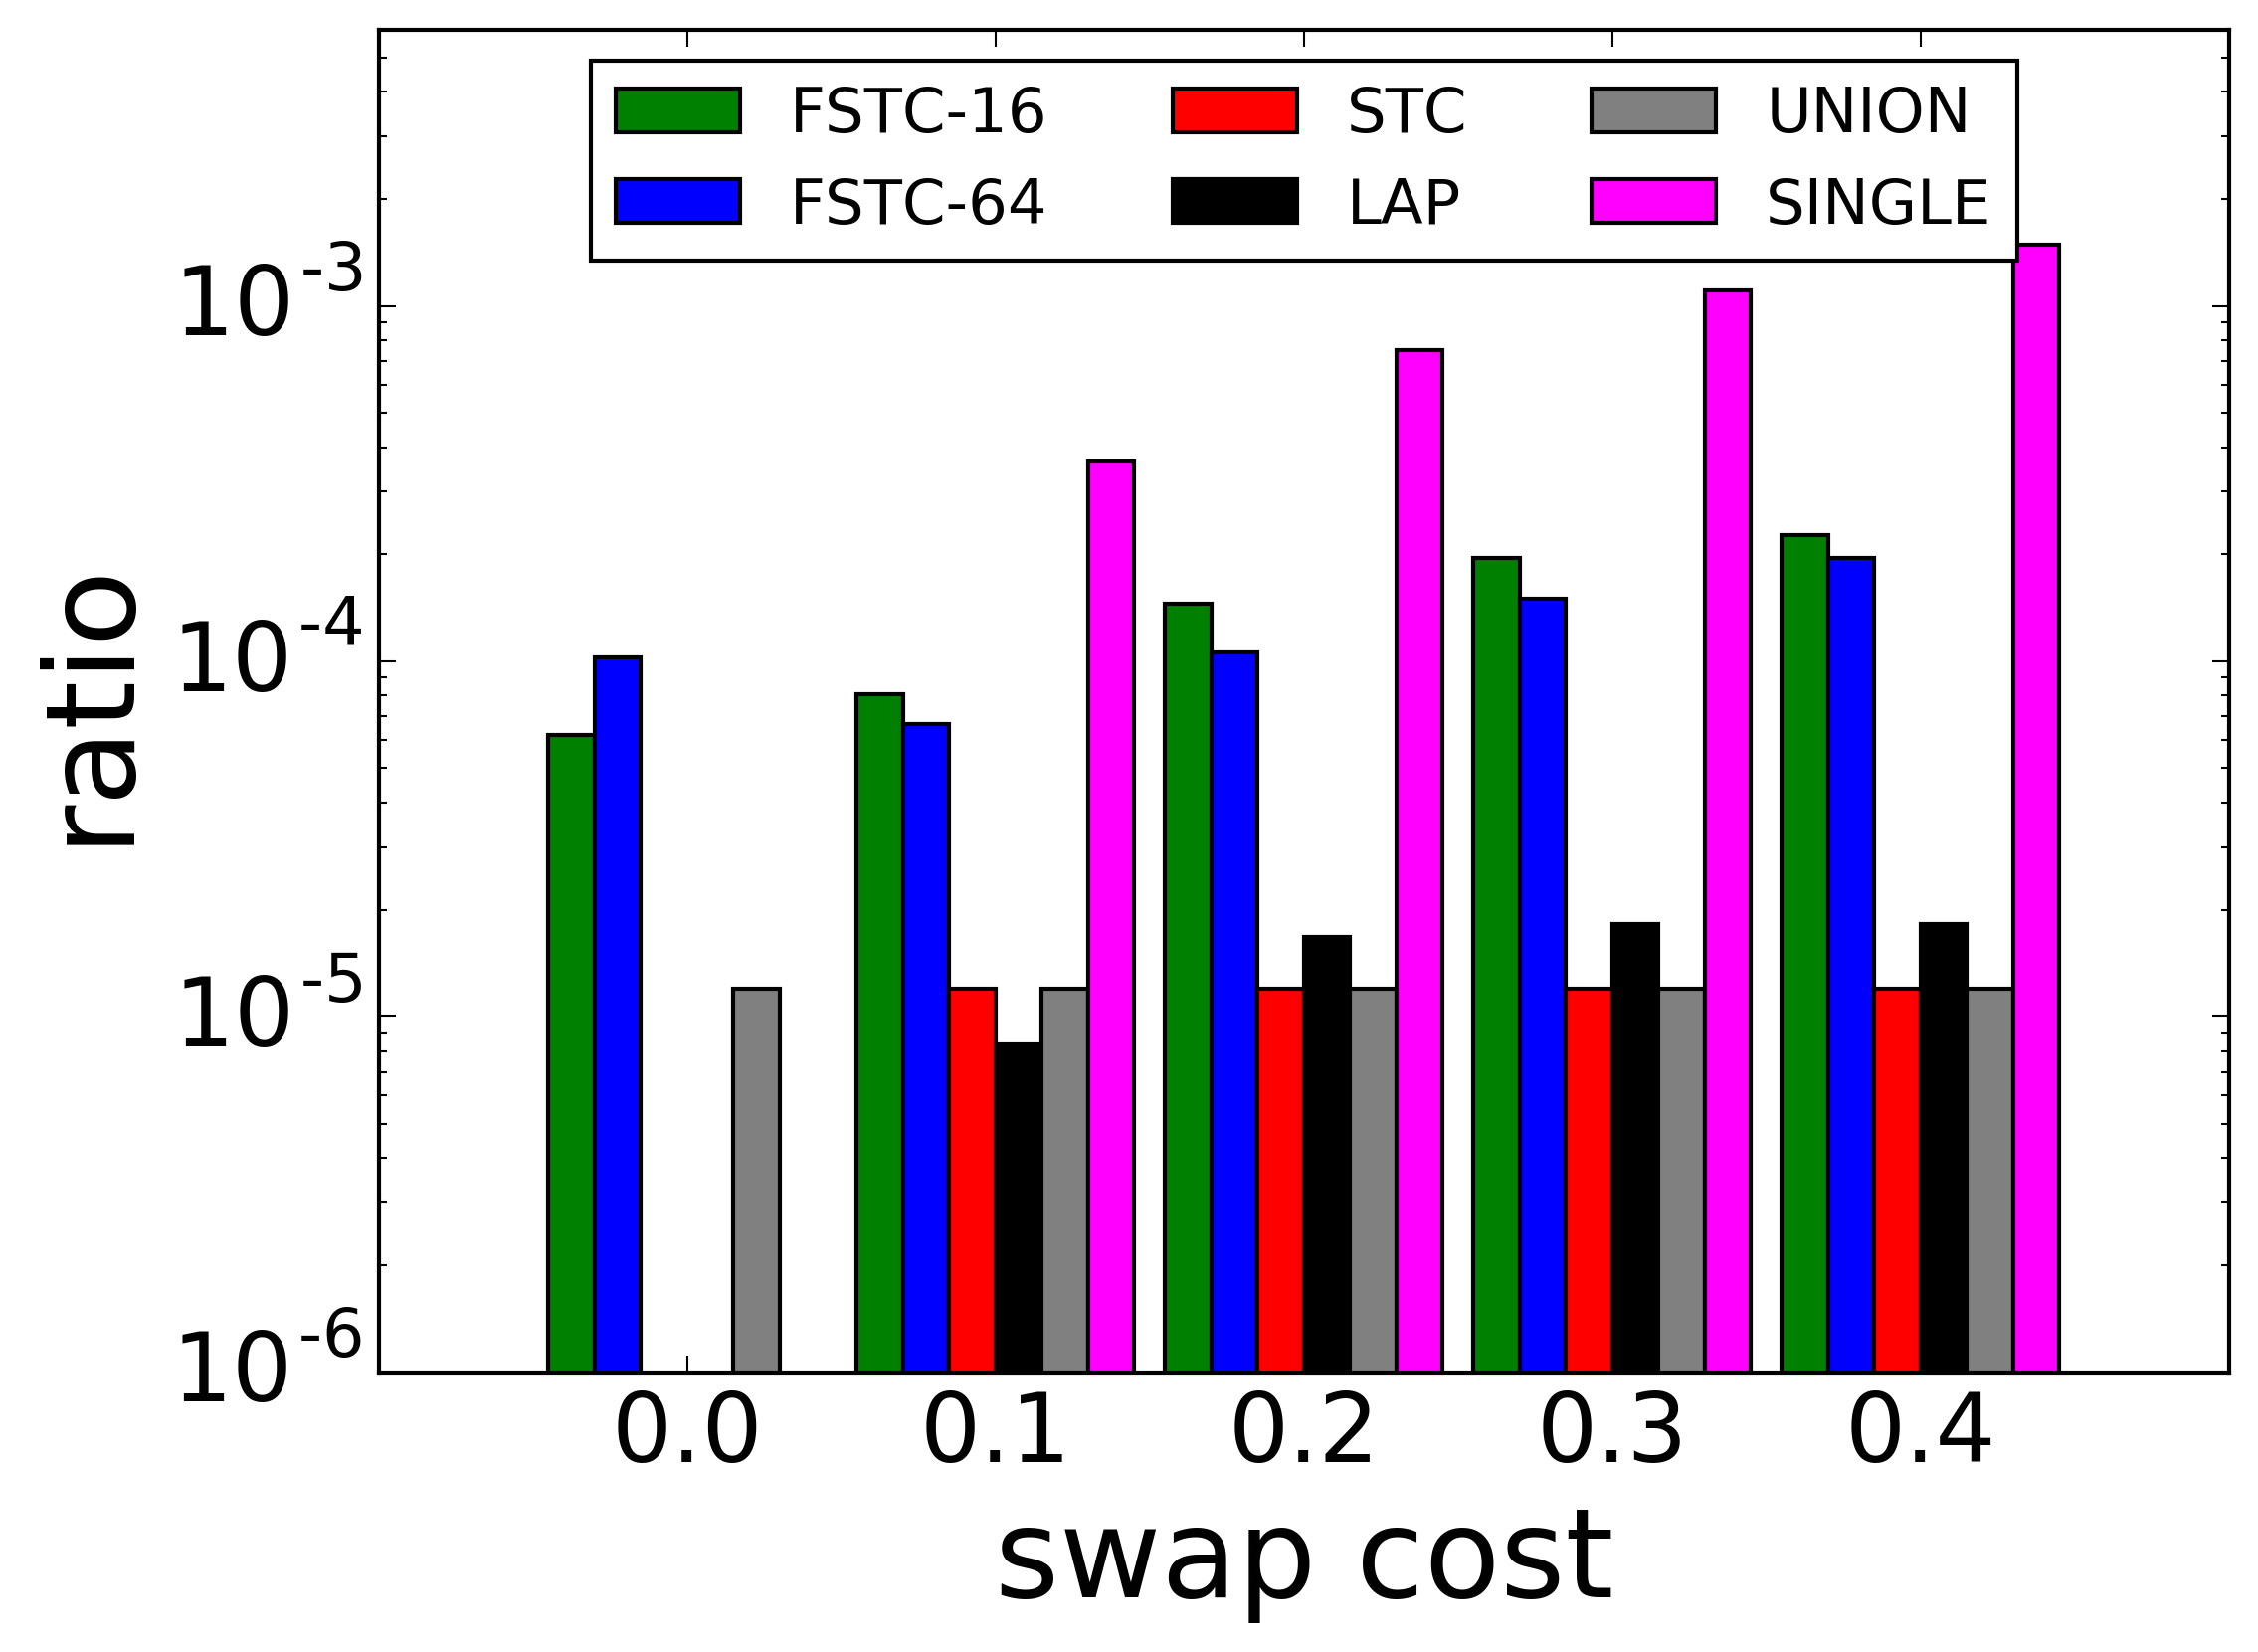 FSTC-16 STC UNION
FSTC-64 LAP SINGLE
10-3
10-4
10-5
10-6
ratio
0.0 0.1 0.2 0.3 0.4
swap cost